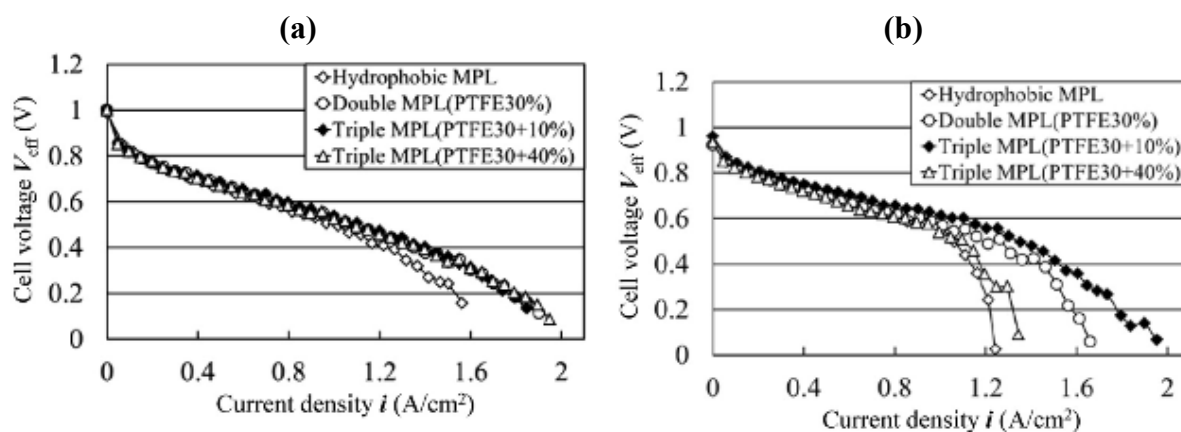 (a)
1.2
1
0.8
0.6
0.4
0.2
0
Cell voltage Veff (V)
Hydrophobic MPL
Double MPL(PTFE30%)
Triple MPL(PTFE30+10%)
Triple MPL(PTFE30+40%)
0 0.4 0.8 1.2 1.6 2
Current density i (A/cm²)
(b)
1.2
1
0.8
0.6
0.4
0.2
0
Cell voltage Veff (V)
Hydrophobic MPL
Double MPL(PTFE30%)
Triple MPL(PTFE30+10%)
Triple MPL(PTFE30+40%)
0 0.4 0.8 1.2 1.6 2
Current density i (A/cm²)